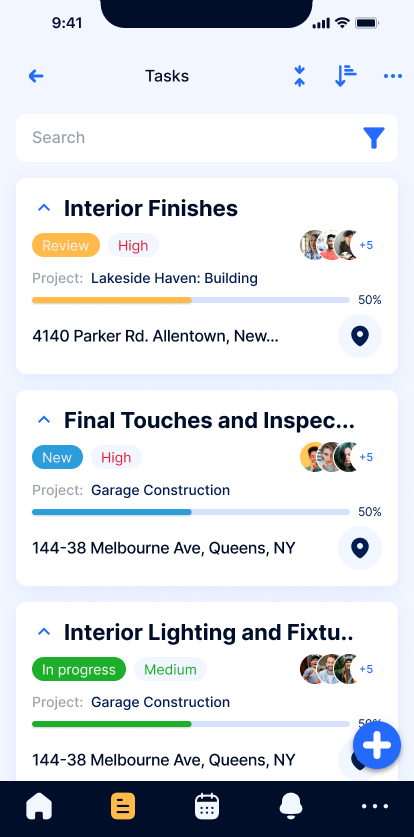 9:41
Tasks
Search
Interior Finishes
Review High +5
Project: Lakeside Haven: Building
50%
4140 Parker Rd. Allentown, New...
Final Touches and Inspec...
New High +5
Project: Garage Construction
50%
144-38 Melbourne Ave, Queens, NY
Interior Lighting and Fixtu..
In progress Medium +5
Project: Garage Construction
50%
144-38 Melbourne Ave, Queens, NY